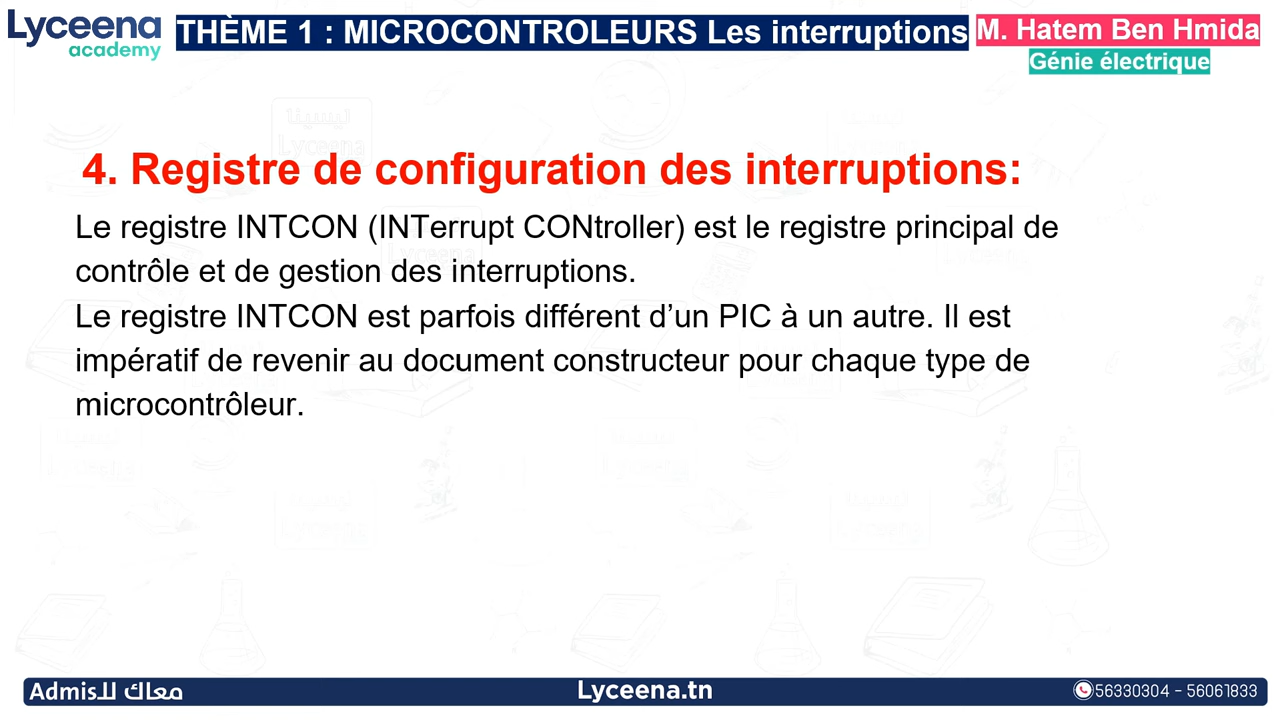 Lyceena
academy
THÈME 1 : MICROCONTROLEURS Les interruptions
M. Hatem Ben Hmida
Génie électrique
4. Registre de configuration des interruptions:
Le registre INTCON (INTerrupt CONtroller) est le registre principal de
contrôle et de gestion des interruptions.
Le registre INTCON est parfois différent d’un PIC à un autre. Il est
impératif de revenir au document constructeur pour chaque type de
microcontrôleur.
معاك للـAdmis
Lyceena.tn
56330304 - 56061833